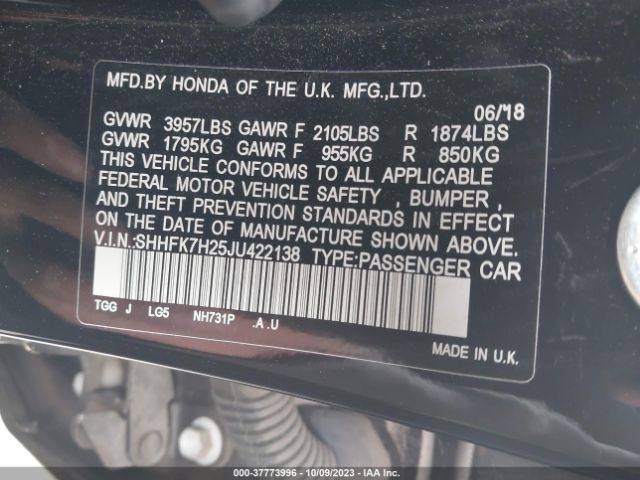 MFD.BY HONDA OF THE U.K. MFG.,LTD.
06/18
GVWR 3957LBS GAWR F 2105LBS R 1874LBS
GVWR 1795KG GAWR F 955KG R 850KG
THIS VEHICLE CONFORMS TO ALL APPLICABLE
FEDERAL MOTOR VEHICLE SAFETY , BUMPER ,
AND THEFT PREVENTION STANDARDS IN EFFECT
ON THE DATE OF MANUFACTURE SHOWN ABOVE.
V.I.N.:SHHFK7H25JU422138 TYPE:PASSENGER CAR
TGG J LG5 NH731P .A.U
MADE IN U.K.
000-37773996 - 10/09/2023 - IAA Inc.